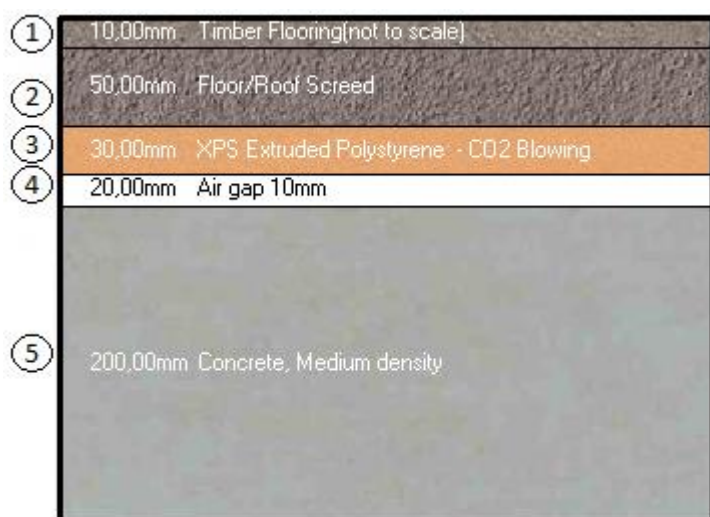 1 10,00mm Timber Flooring(not to scale)
2 50,00mm Floor/Roof Screed
3 30,00mm XPS Extruded Polystyrene - CO2 Blowing
4 20,00mm Air gap 10mm
5 200,00mm Concrete, Medium density